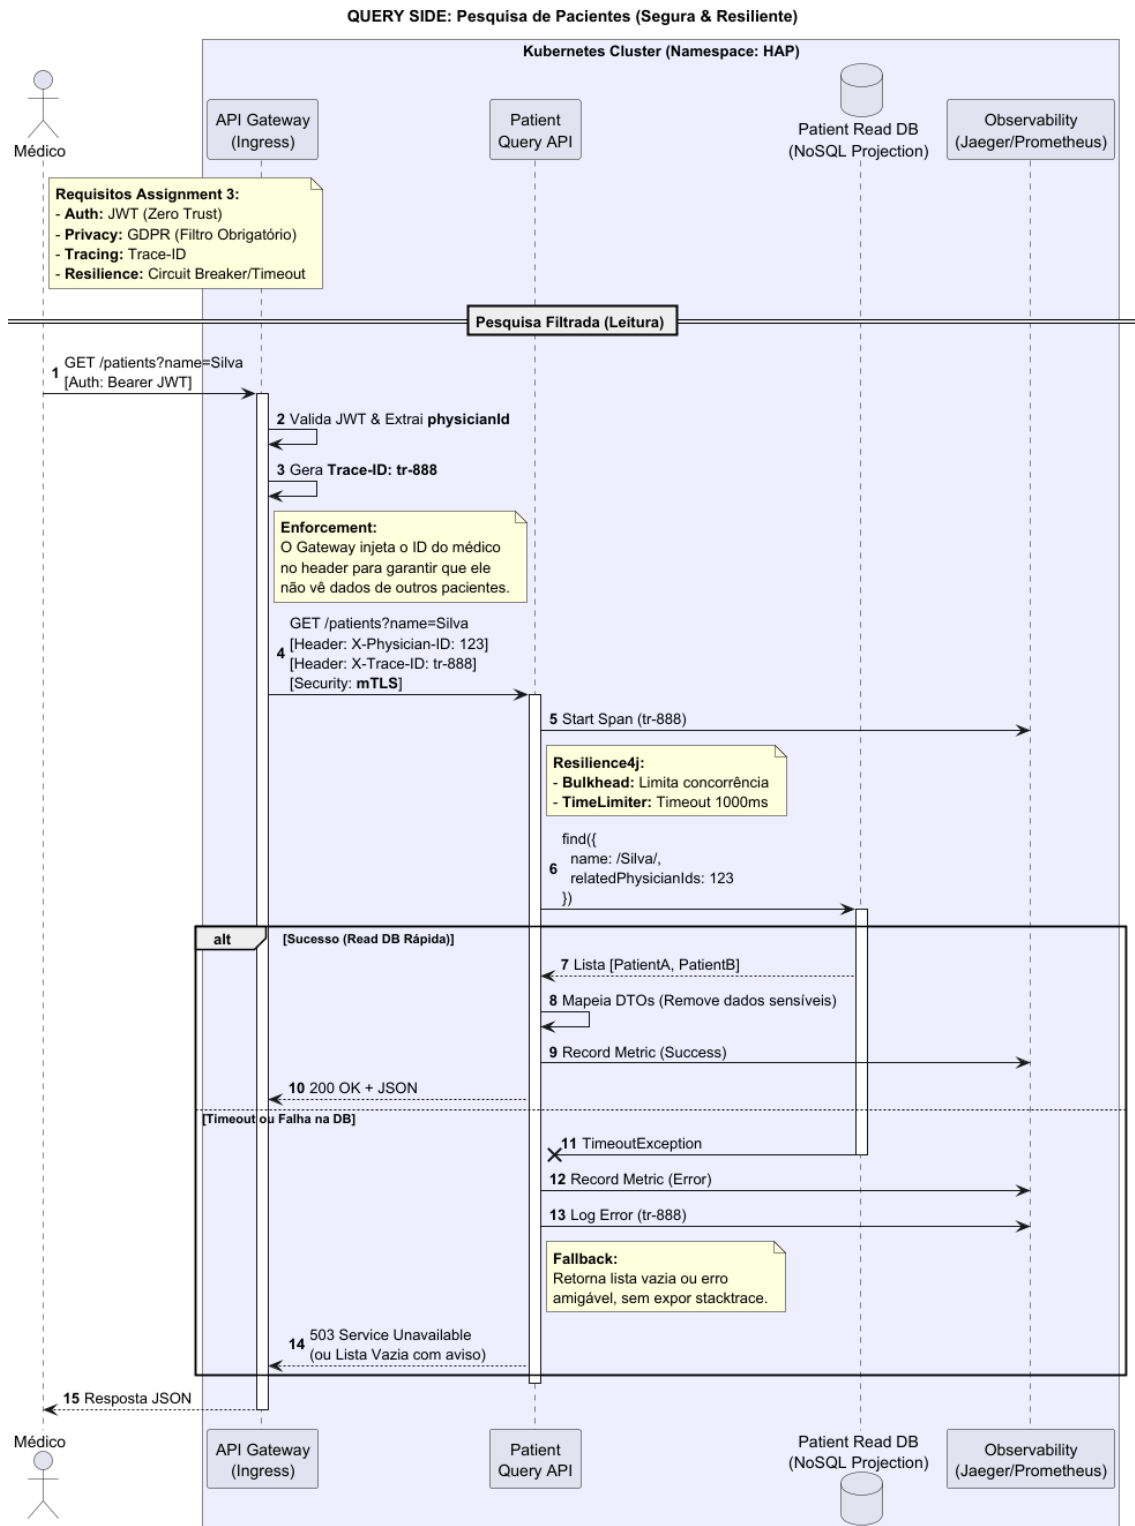 QUERY SIDE: Pesquisa de Pacientes (Segura & Resiliente)
Kubernetes Cluster (Namespace: HAP)
Médico
API Gateway
(Ingress)
Patient
Query API
Patient Read DB
(NoSQL Projection)
Observability
(Jaeger/Prometheus)
Requisitos Assignment 3:
- Auth: JWT (Zero Trust)
- Privacy: GDPR (Filtro Obrigatório)
- Tracing: Trace-ID
- Resilience: Circuit Breaker/Timeout
Pesquisa Filtrada (Leitura)
1 GET /patients?name=Silva
[Auth: Bearer JWT]
2 Valida JWT & Extrai physicianId
3 Gera Trace-ID: tr-888
Enforcement:
O Gateway injeta o ID do médico
no header para garantir que ele
não vê dados de outros pacientes.
4 GET /patients?name=Silva
[Header: X-Physician-ID: 123]
[Header: X-Trace-ID: tr-888]
[Security: mTLS]
5 Start Span (tr-888)
Resilience4j:
- Bulkhead: Limita concorrência
- TimeLimiter: Timeout 1000ms
6 find({
name: /Silva/,
relatedPhysicianIds: 123
})
alt [Sucesso (Read DB Rápida)]
7 Lista [PatientA, PatientB]
8 Mapeia DTOs (Remove dados sensíveis)
9 Record Metric (Success)
10 200 OK + JSON
[Timeout ou Falha na DB]
11 TimeoutException
12 Record Metric (Error)
13 Log Error (tr-888)
Fallback:
Retorna lista vazia ou erro
amigável, sem expor stacktrace.
14 503 Service Unavailable
(ou Lista Vazia com aviso)
15 Resposta JSON
Médico
API Gateway
(Ingress)
Patient
Query API
Patient Read DB
(NoSQL Projection)
Observability
(Jaeger/Prometheus)